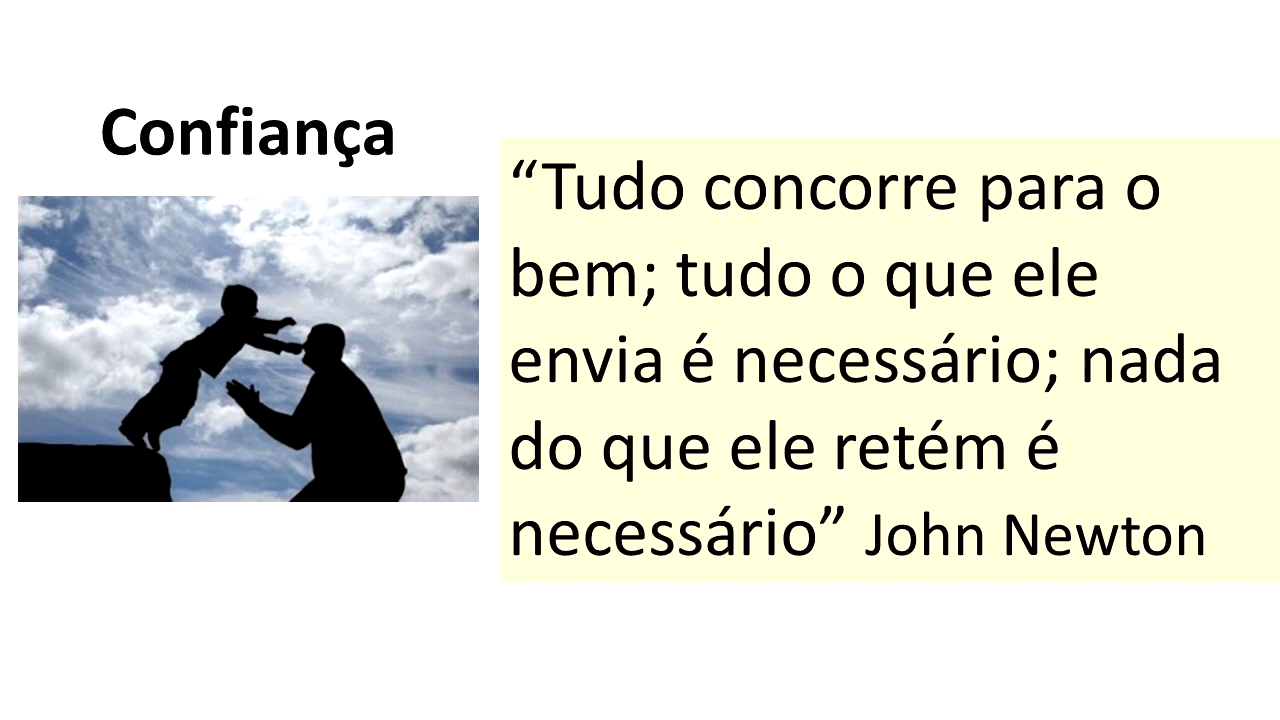 Confiança
“Tudo concorre para o
bem; tudo o que ele
envia é necessário; nada
do que ele retém é
necessário” John Newton